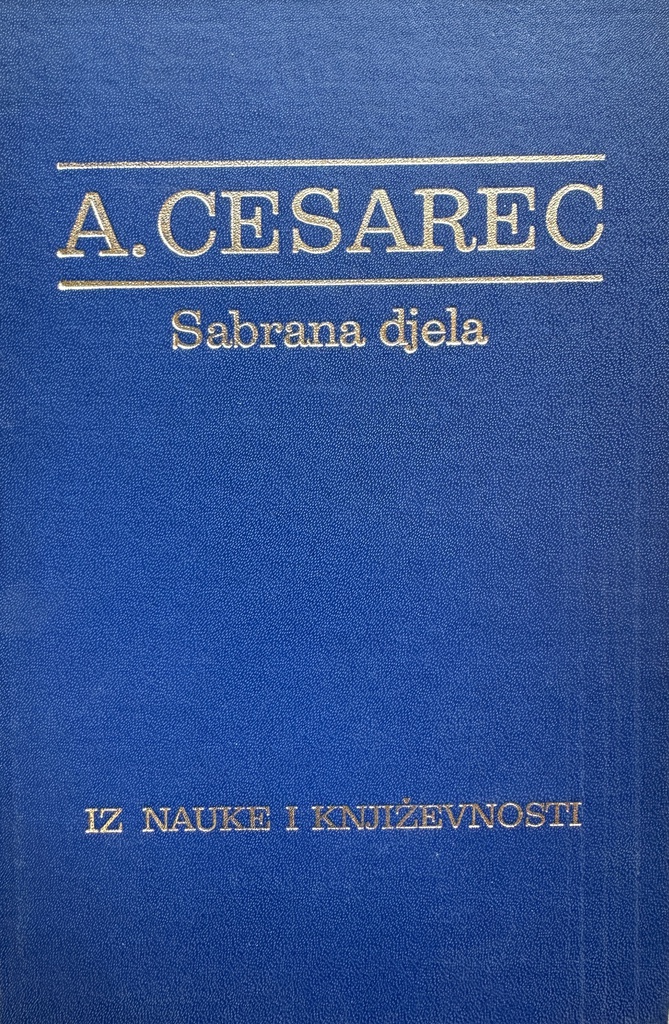 A. CESAREC
Sabrana djela
IZ NAUKE I KNJIŽEVNOSTI